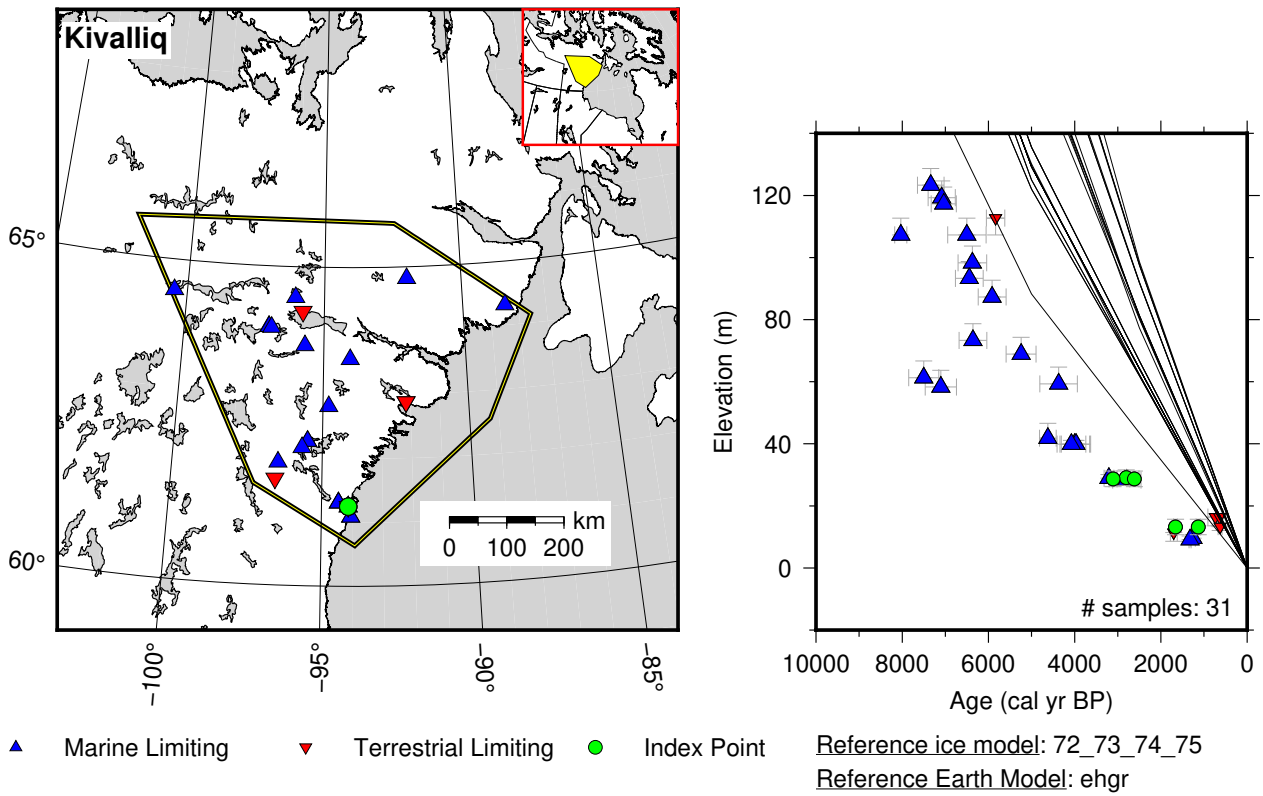 Kivalliq
65°
60°
−100°
−95°
−90°
−85°
km
0 100 200
Elevation (m)
120
80
40
0
# samples: 31
10000 8000 6000 4000 2000 0
Age (cal yr BP)
Marine Limiting Terrestrial Limiting Index Point
Reference ice model: 72_73_74_75
Reference Earth Model: ehgr